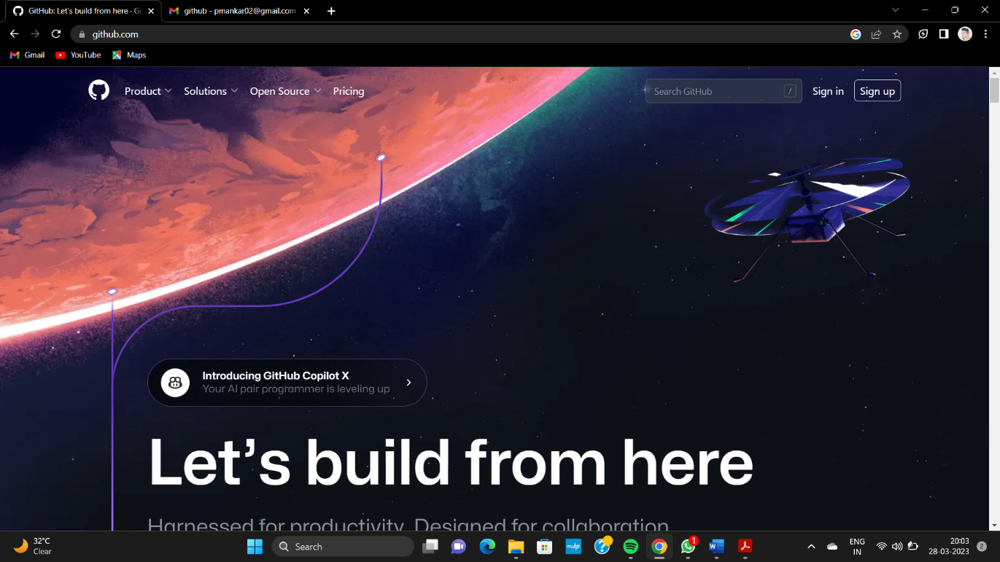 GitHub: Let's build from here · Gi
github - pmankar02@gmail.com
github.com
Gmail YouTube Maps
Product Solutions Open Source Pricing Search GitHub / Sign in Sign up
Introducing GitHub Copilot X
Your AI pair programmer is leveling up
Let's build from here
Harnessed for productivity. Designed for collaboration.
32°C
Clear
Search
1
ENG
IN
20:03
28-03-2023
2